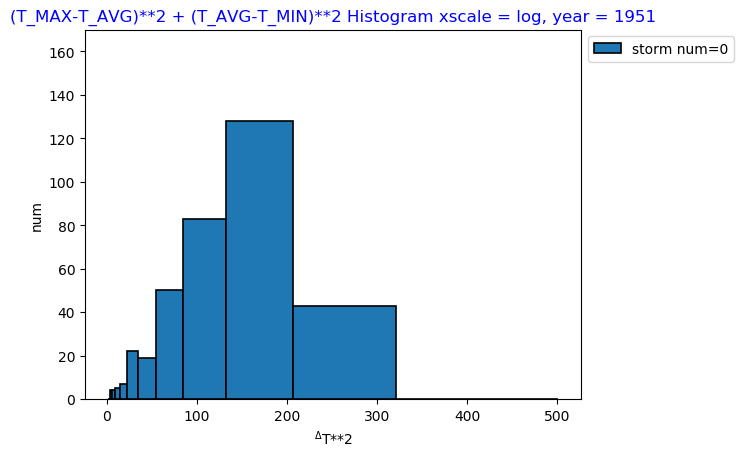 (T_MAX-T_AVG)**2 + (T_AVG-T_MIN)**2 Histogram xscale = log, year = 1951
storm num=0
160
140
120
100
80
60
40
20
0
num
0 100 200 300 400 500
ΔT**2